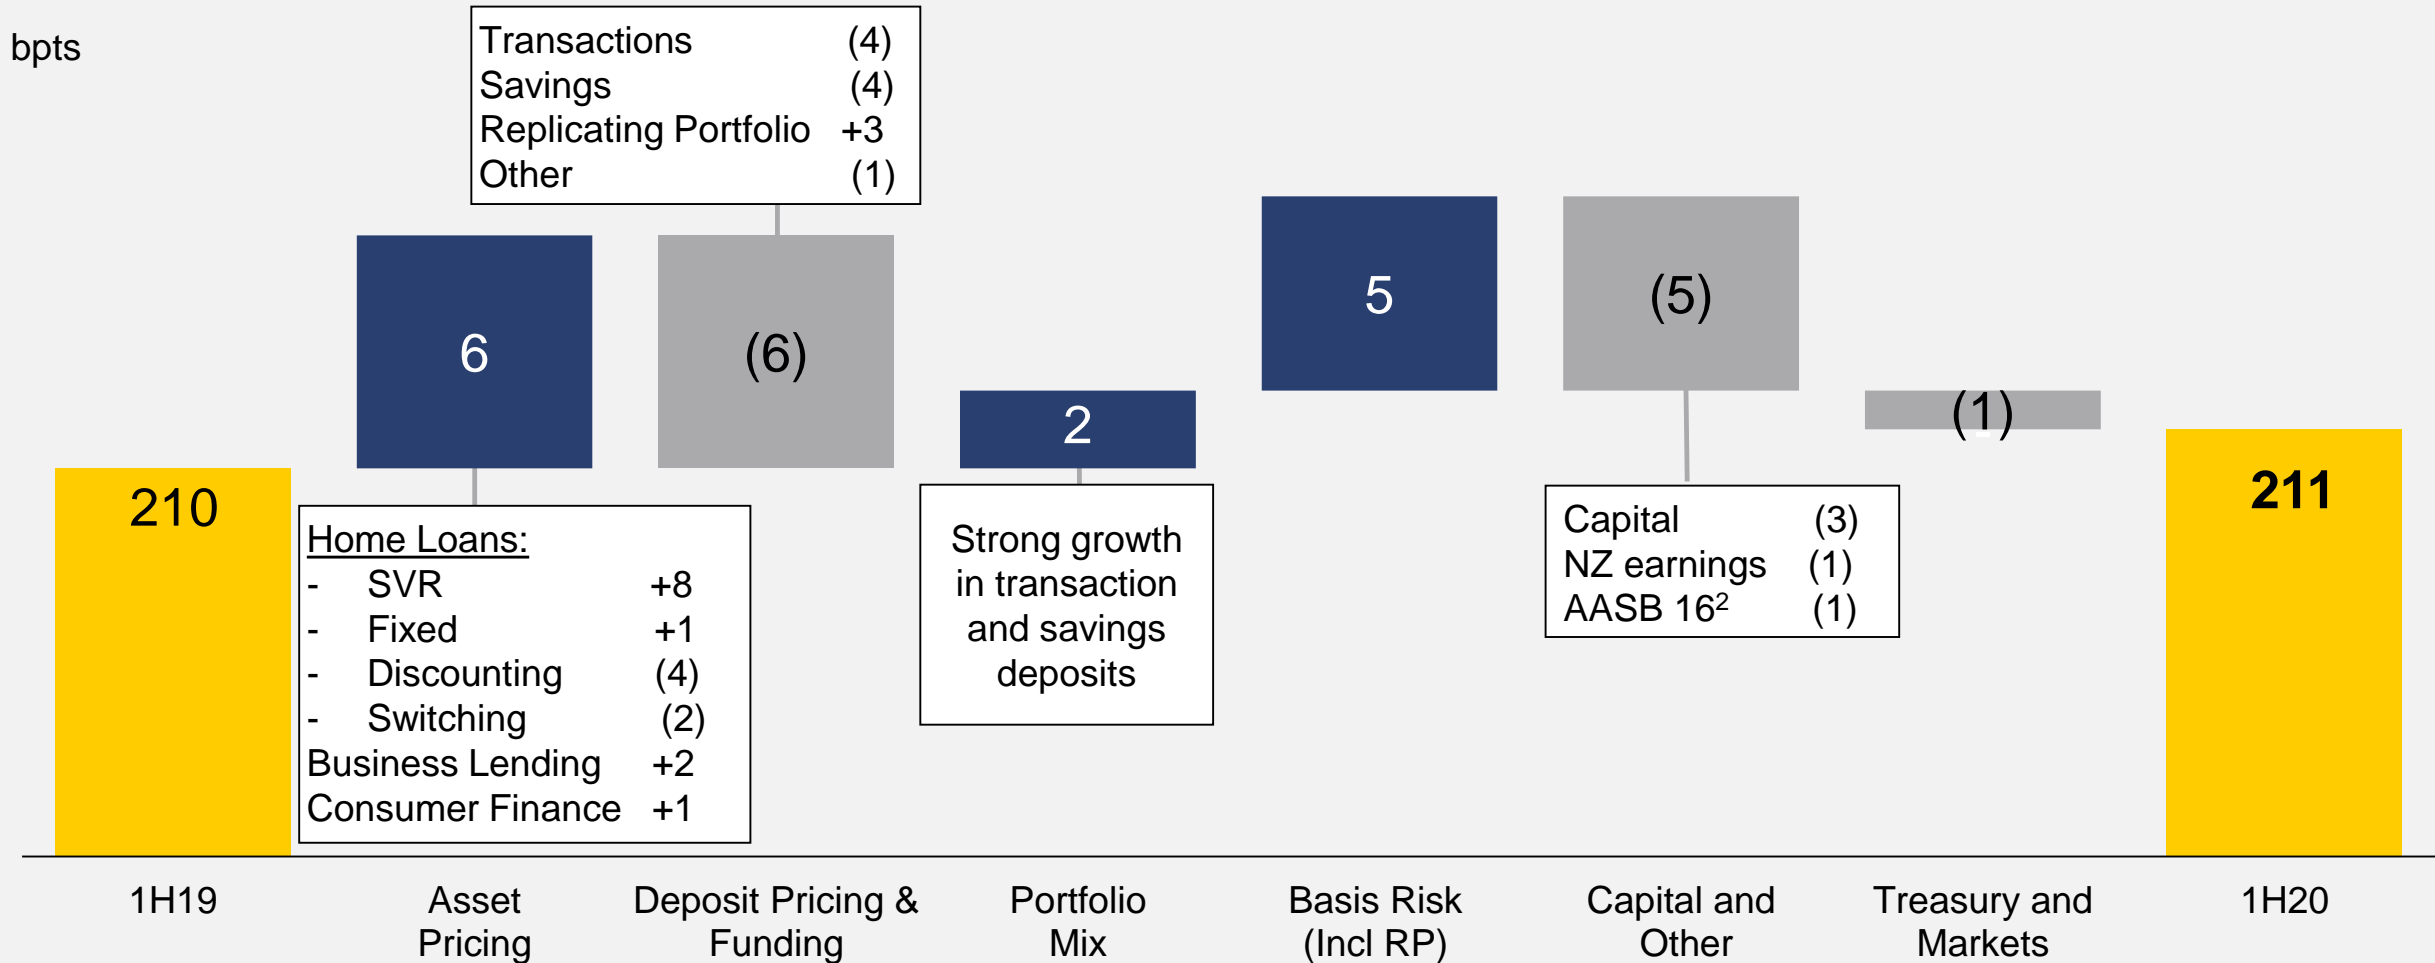 bpts
Transactions (4)
Savings (4)
Replicating Portfolio +3
Other (1)
210
6
(6)
2
5
(5)
(1)
211
Home Loans:
- SVR +8
- Fixed +1
- Discounting (4)
- Switching (2)
Business Lending +2
Consumer Finance +1
Strong growth
in transaction
and savings
deposits
Capital (3)
NZ earnings (1)
AASB 16² (1)
1H19
Asset
Pricing
Deposit Pricing &
Funding
Portfolio
Mix
Basis Risk
(Incl RP)
Capital and
Other
Treasury and
Markets
1H20